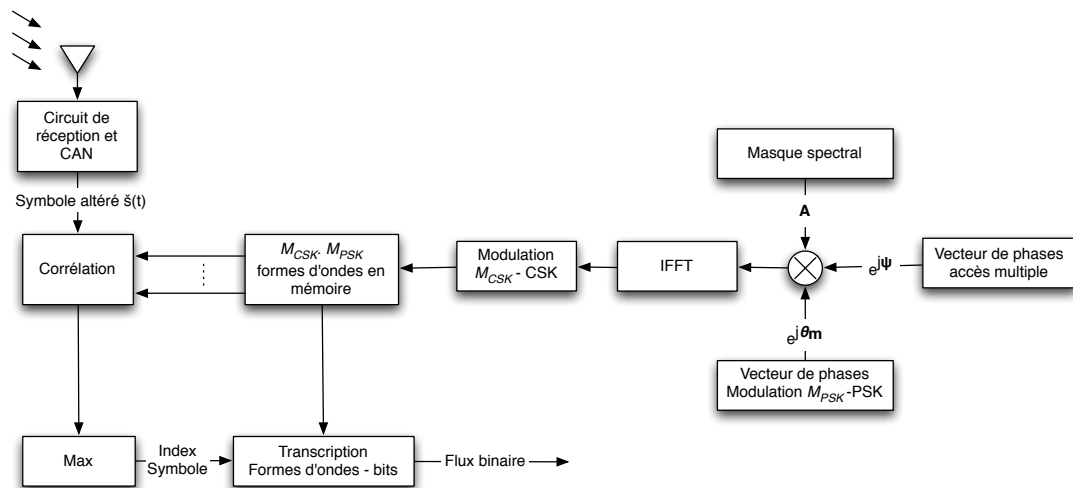 Circuit de
réception et
CAN
Symbole altéré š(t)
Corrélation
M_CSK. M_PSK
formes d'ondes en
mémoire
Modulation
M_CSK - CSK
IFFT
Masque spectral
A
e^jψ
Vecteur de phases
accès multiple
e^jθm
Vecteur de phases
Modulation M_PSK-PSK
Max
Index
Symbole
Transcription
Formes d'ondes - bits
Flux binaire